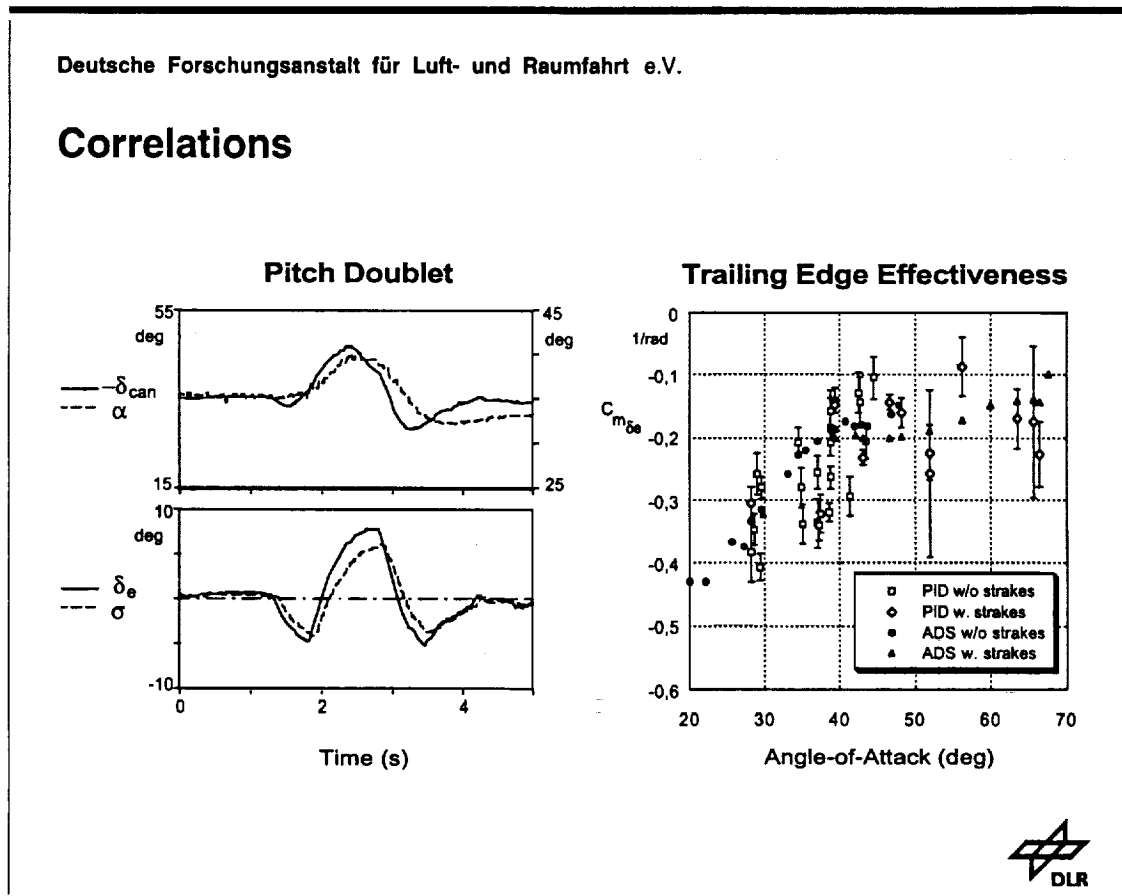 Deutsche Forschungsanstalt für Luft- und Raumfahrt e.V.
Correlations
Pitch Doublet
55
deg
15
45
deg
25
−δcan
α
10
deg
-10
δe
σ
0 2 4
Time (s)
Trailing Edge Effectiveness
0
1/rad
-0,1
Cmδe
-0,2
-0,3
-0,4
-0,5
-0,6
PID w/o strakes
PID w. strakes
ADS w/o strakes
ADS w. strakes
20 30 40 50 60 70
Angle-of-Attack (deg)
DLR